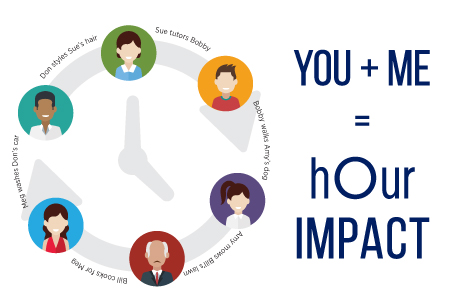 Sue tutors Bobby
Bobby walks Amy's dog
Amy mows Bill's lawn
Bill cooks for Meg
Meg washes Don's car
Don styles Sue's hair
YOU + ME
=
hOur
IMPACT